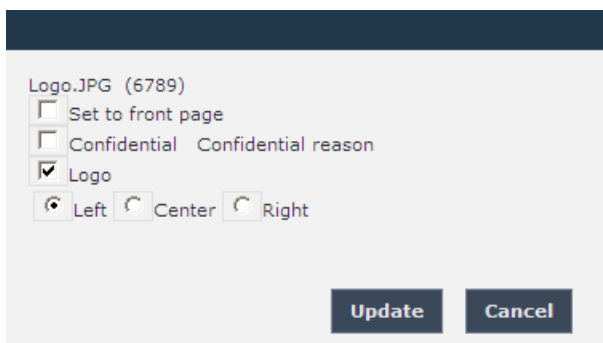 Logo.JPG (6789)
Set to front page
Confidential Confidential reason
Logo
Left Center Right
Update Cancel